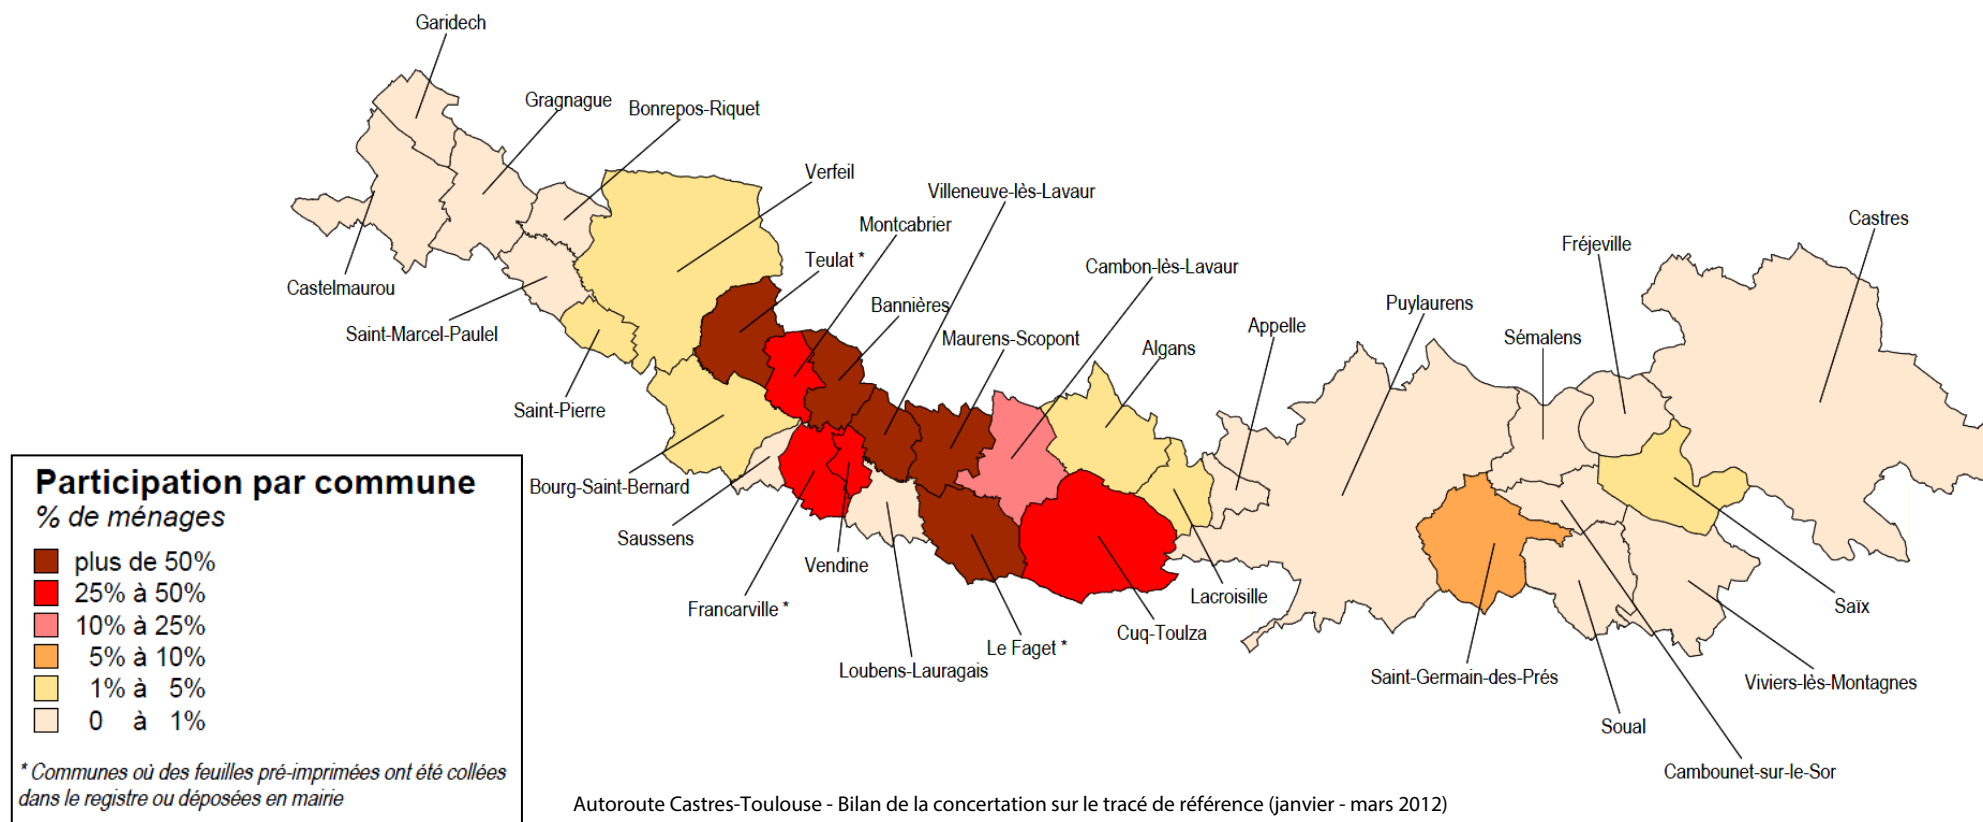 Garidech
Gragnague
Bonrepos-Riquet
Verfeil
Villeneuve-lès-Lavaur
Montcabrier
Teulat *
Castres
Fréjeville
Cambon-lès-Lavaur
Castelmaurou
Bannières
Puylaurens
Saint-Marcel-Paulel
Maurens-Scopont
Appelle
Sémalens
Algans
Saint-Pierre
Bourg-Saint-Bernard
Saussens
Vendine
Francarville *
Lacroisille
Saïx
Cuq-Toulza
Le Faget *
Loubens-Lauragais
Saint-Germain-des-Prés
Viviers-lès-Montagnes
Soual
Cambounet-sur-le-Sor
Participation par commune
% de ménages
plus de 50%
25% à 50%
10% à 25%
5% à 10%
1% à 5%
0 à 1%
* Communes où des feuilles pré-imprimées ont été collées
dans le registre ou déposées en mairie
Autoroute Castres-Toulouse - Bilan de la concertation sur le tracé de référence (janvier - mars 2012)